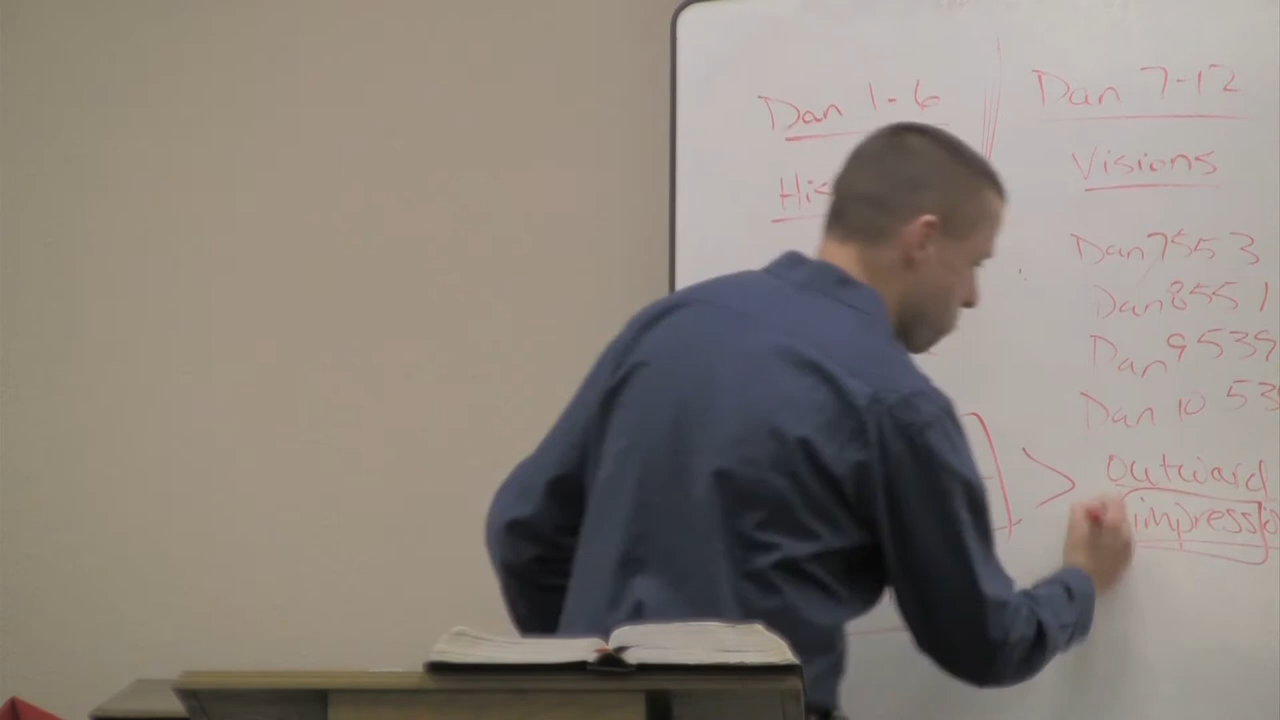 Dan 1-6
Dan 7-12
Visions
Dan 7 553
Dan 8 551
Dan 9 539
Dan 10
>
outward